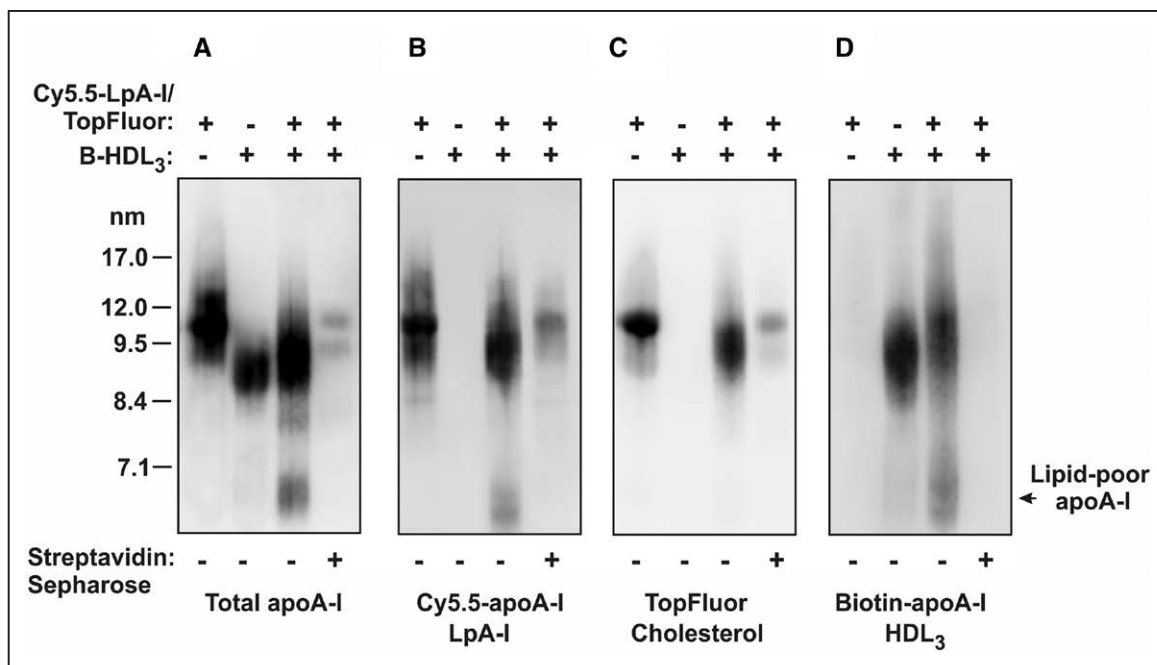 A B C D
Cy5.5-LpA-I/
TopFluor: + - + + + - + + + - + + + - + +
B-HDL3: - + + + - + + + - + + + - + + +
nm
17.0
12.0
9.5
8.4
7.1
Lipid-poor
apoA-I
Streptavidin: - - - + - - - + - - - + - - - +
Sepharose
Total apoA-I Cy5.5-apoA-I TopFluor Biotin-apoA-I
LpA-I Cholesterol HDL3